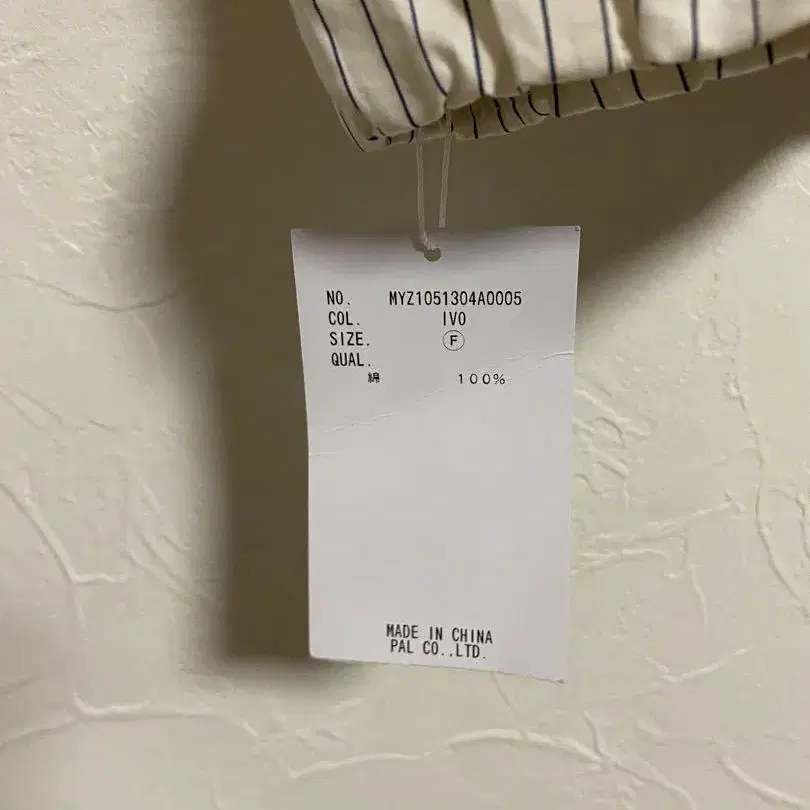 NO. MYZ1051304A0005
COL. IVO
SIZE. Ⓕ
QUAL.
綿 100%
MADE IN CHINA
PAL CO.,LTD.